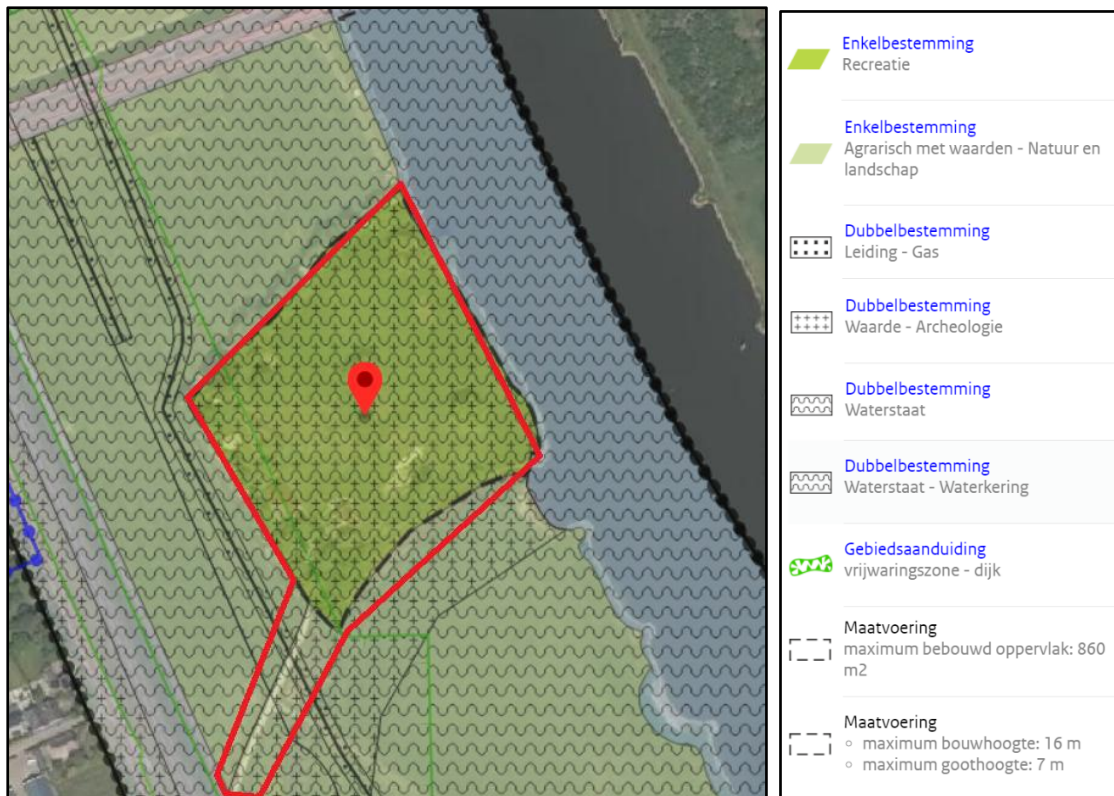 Enkelbestemming
Recreatie
Enkelbestemming
Agrarisch met waarden - Natuur en
landschap
Dubbelbestemming
Leiding - Gas
Dubbelbestemming
Waarde - Archeologie
Dubbelbestemming
Waterstaat
Dubbelbestemming
Waterstaat - Waterkering
Gebiedsaanduiding
vrijwaringszone - dijk
Maatvoering
maximum bebouwd oppervlak: 860
m2
Maatvoering
maximum bouwhoogte: 16 m
maximum goothoogte: 7 m